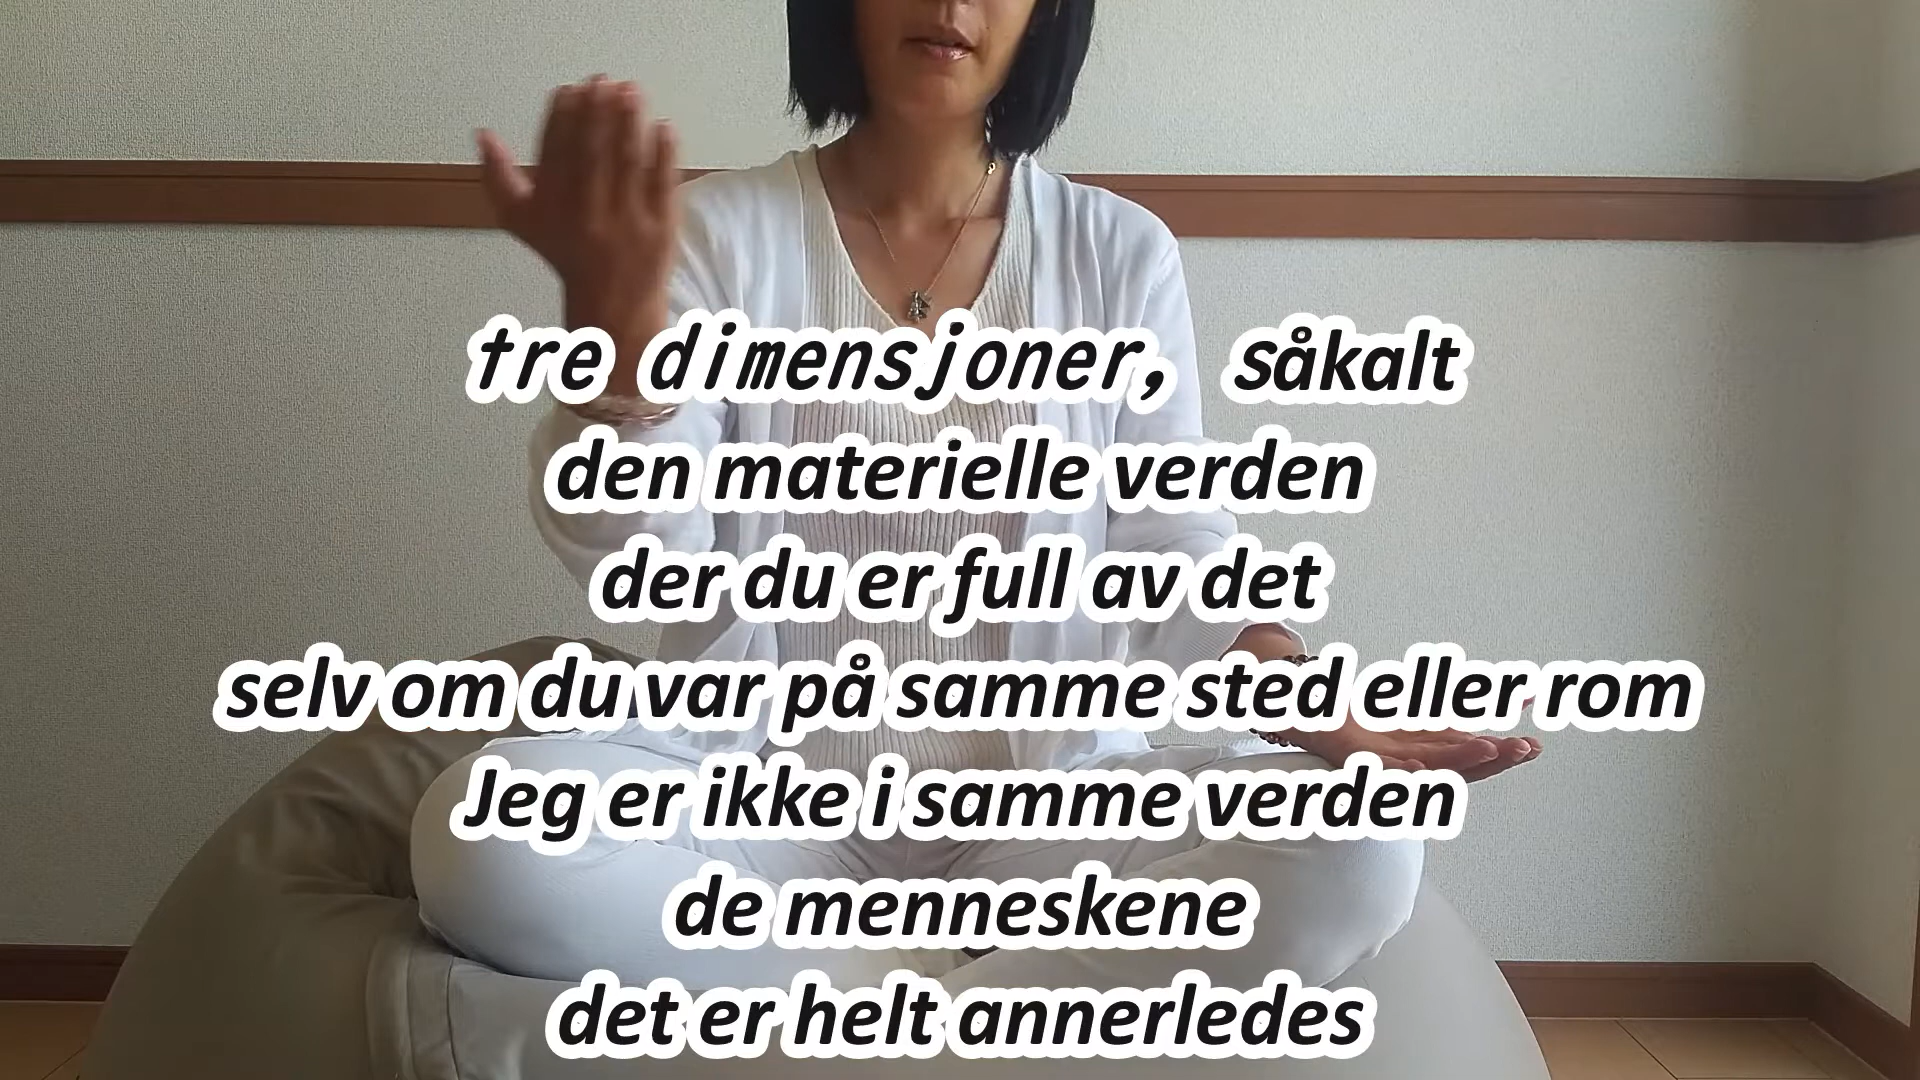 tre dimensjoner, såkalt
den materielle verden
der du er full av det
selv om du var på samme sted eller rom
Jeg er ikke i samme verden
de menneskene
det er helt annerledes